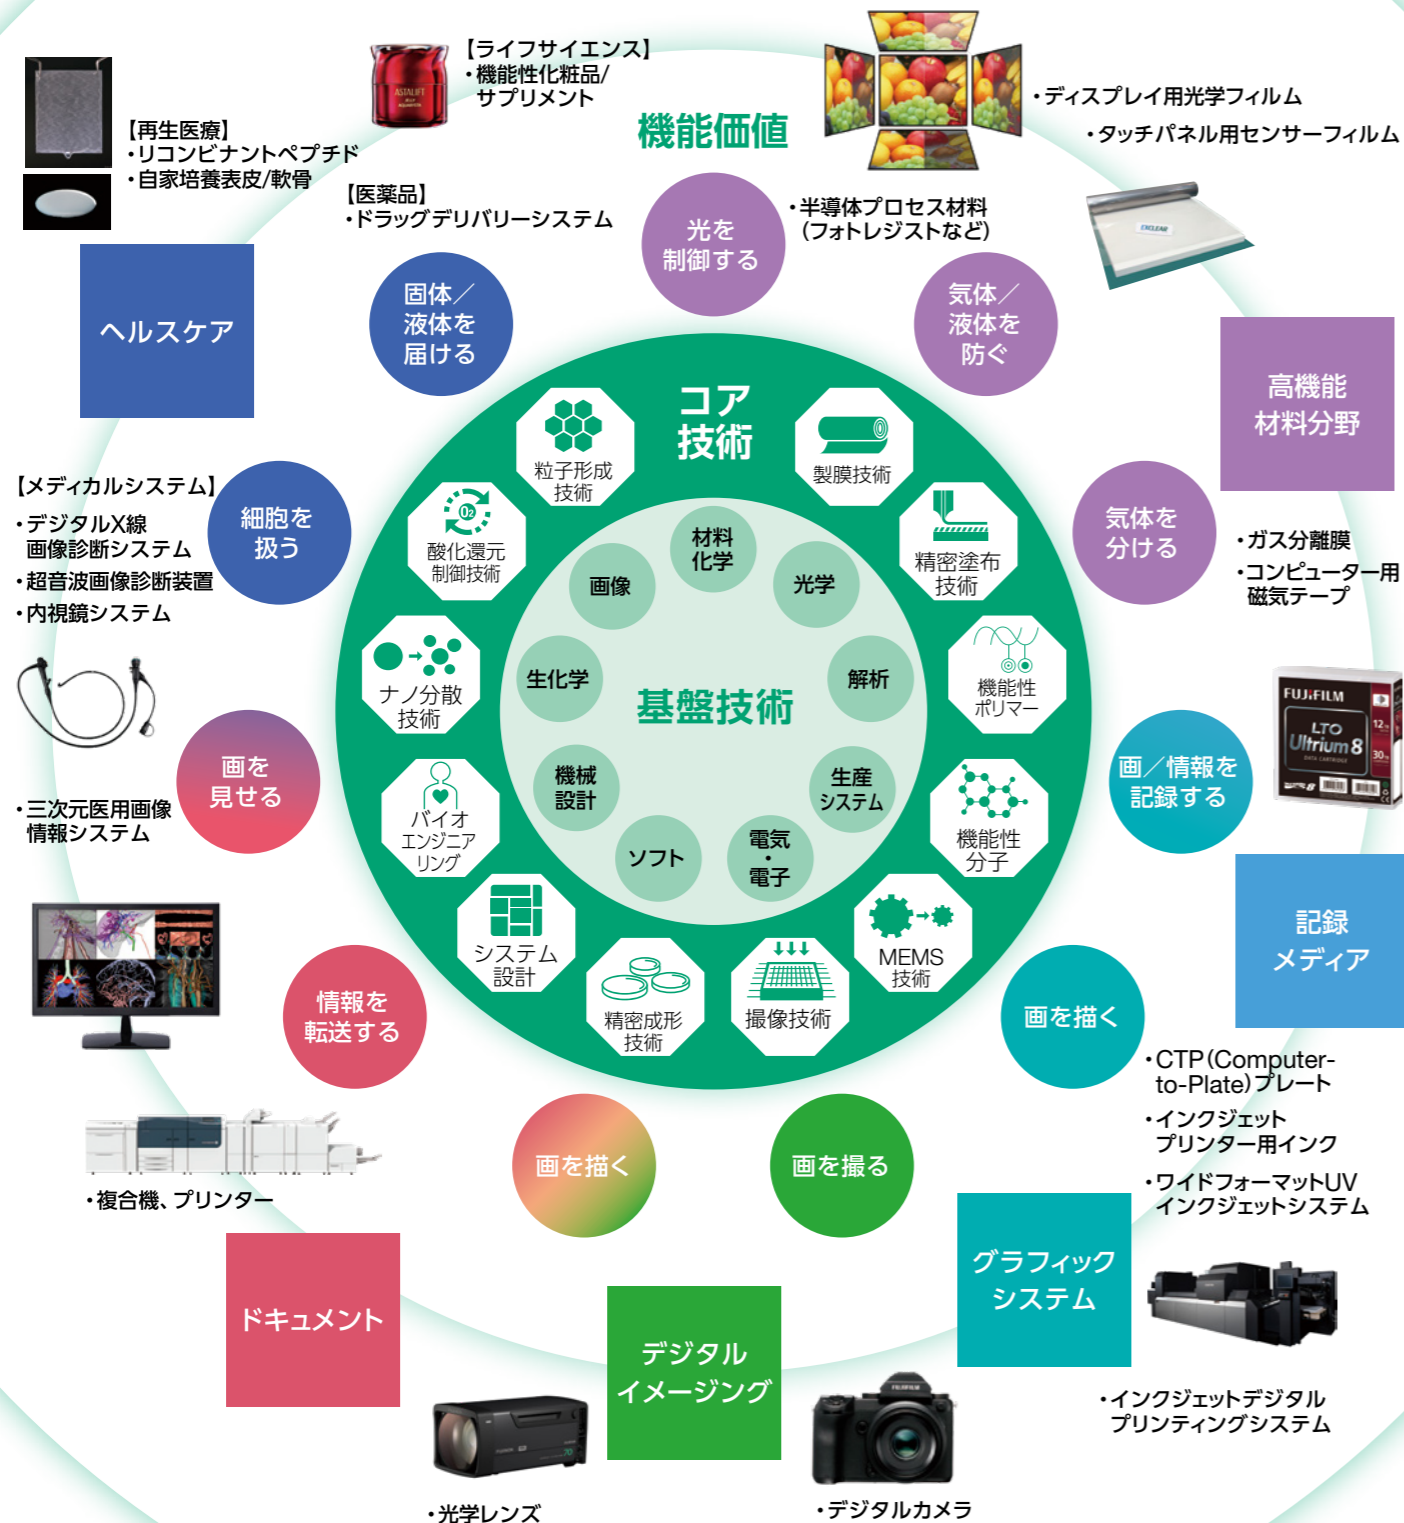 【再生医療】
・リコンビナントペプチド
・自家培養表皮/軟骨
ASTALIFT
【ライフサイエンス】
・機能性化粧品/
サプリメント
【医薬品】
・ドラッグデリバリーシステム
機能価値
・ディスプレイ用光学フィルム
・タッチパネル用センサーフィルム
・半導体プロセス材料
(フォトレジストなど)
EXCLEAR
ヘルスケア
固体/
液体を
届ける
光を
制御する
気体/
液体を
防ぐ
高機能
材料分野
【メディカルシステム】
・デジタルX線
画像診断システム
・超音波画像診断装置
・内視鏡システム
細胞を
扱う
気体を
分ける
・ガス分離膜
・コンピューター用
磁気テープ
コア
技術
粒子形成
技術
製膜技術
O2
酸化還元
制御技術
精密塗布
技術
ナノ分散
技術
機能性
ポリマー
バイオ
エンジニア
リング
機能性
分子
システム
設計
MEMS
技術
精密成形
技術
撮像技術
基盤技術
材料
化学
画像
光学
生化学
解析
機械
設計
生産
システム
ソフト
電気
・
電子
画を
見せる
・三次元医用画像
情報システム
画/情報を
記録する
FUJIFILM
LTO
Ultrium 8
DATA CARTRIDGE
12
30
記録
メディア
情報を
転送する
画を描く
・CTP(Computer-
to-Plate)プレート
・インクジェット
プリンター用インク
・ワイドフォーマットUV
インクジェットシステム
画を描く
画を撮る
・複合機、プリンター
ドキュメント
デジタル
イメージング
グラフィック
システム
・インクジェットデジタル
プリンティングシステム
70
・光学レンズ
FUJIFILM
・デジタルカメラ